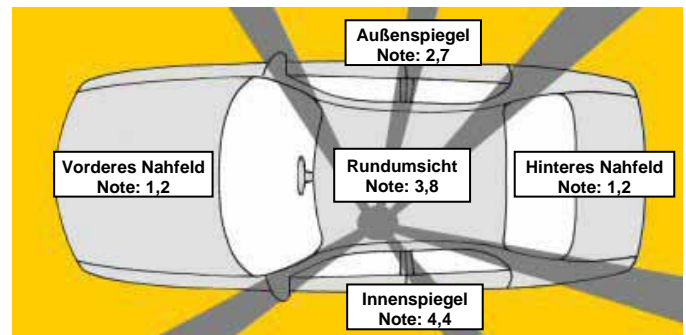 Außenspiegel
Note: 2,7
Vorderes Nahfeld
Note: 1,2
Rundumsicht
Note: 3,8
Hinteres Nahfeld
Note: 1,2
Innenspiegel
Note: 4,4